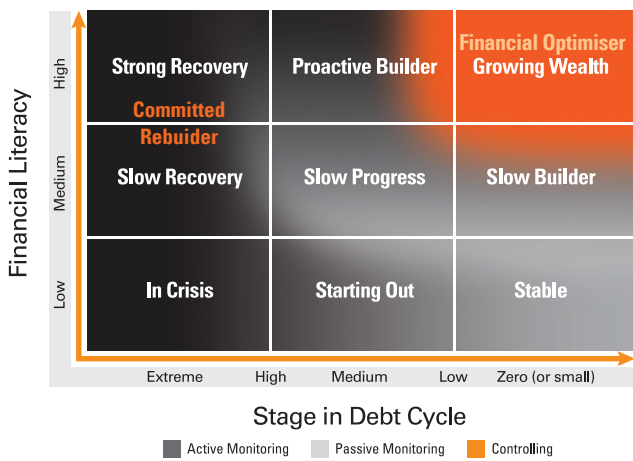 Financial Literacy
High
Medium
Low
Strong Recovery
Proactive Builder
Financial Optimiser
Growing Wealth
Committed
Rebuider
Slow Recovery
Slow Progress
Slow Builder
In Crisis
Starting Out
Stable
Extreme
High
Medium
Low
Zero (or small)
Stage in Debt Cycle
Active Monitoring
Passive Monitoring
Controlling